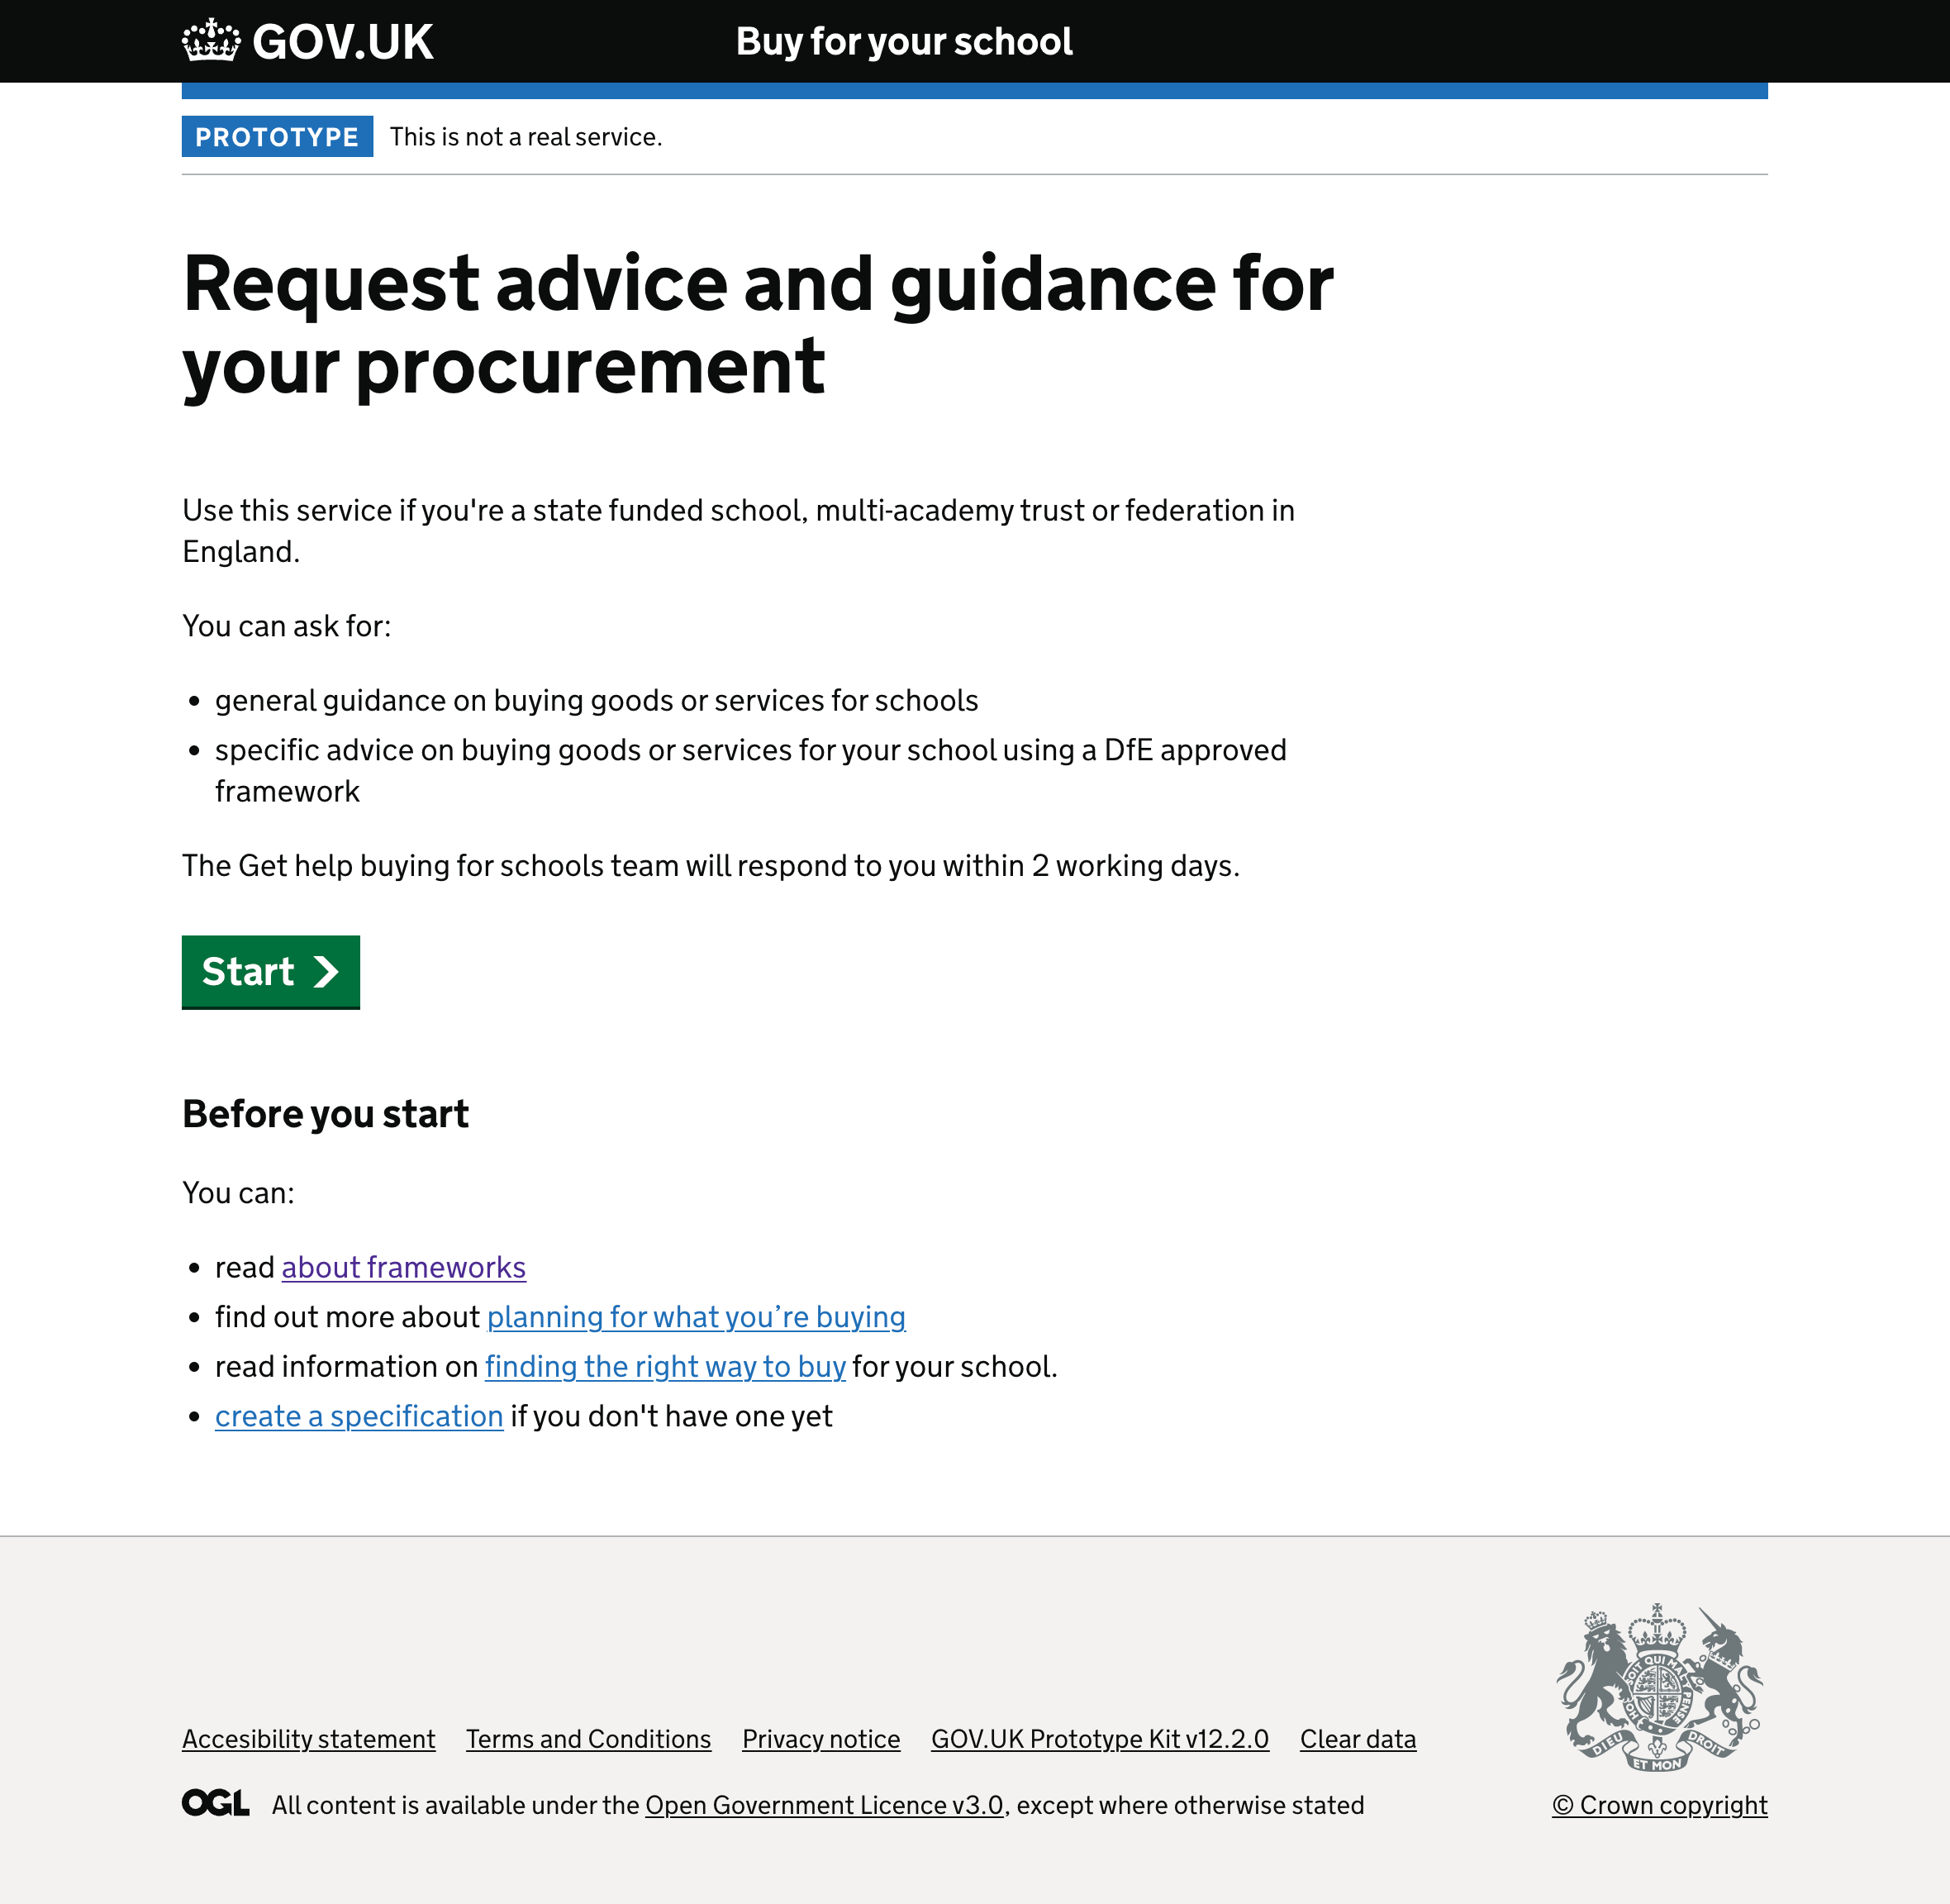 GOV.UK
Buy for your school
PROTOTYPE This is not a real service.
Request advice and guidance for
your procurement
Use this service if you're a state funded school, multi-academy trust or federation in
England.
You can ask for:
• general guidance on buying goods or services for schools
• specific advice on buying goods or services for your school using a DfE approved
framework
The Get help buying for schools team will respond to you within 2 working days.
Start
Before you start
You can:
• read about frameworks
• find out more about planning for what you’re buying
• read information on finding the right way to buy for your school.
• create a specification if you don't have one yet
Accesibility statement Terms and Conditions Privacy notice GOV.UK Prototype Kit v12.2.0 Clear data
OGL All content is available under the Open Government Licence v3.0, except where otherwise stated
HONI SOIT QUI MAL Y PENSE
DIEU ET MON DROIT
© Crown copyright